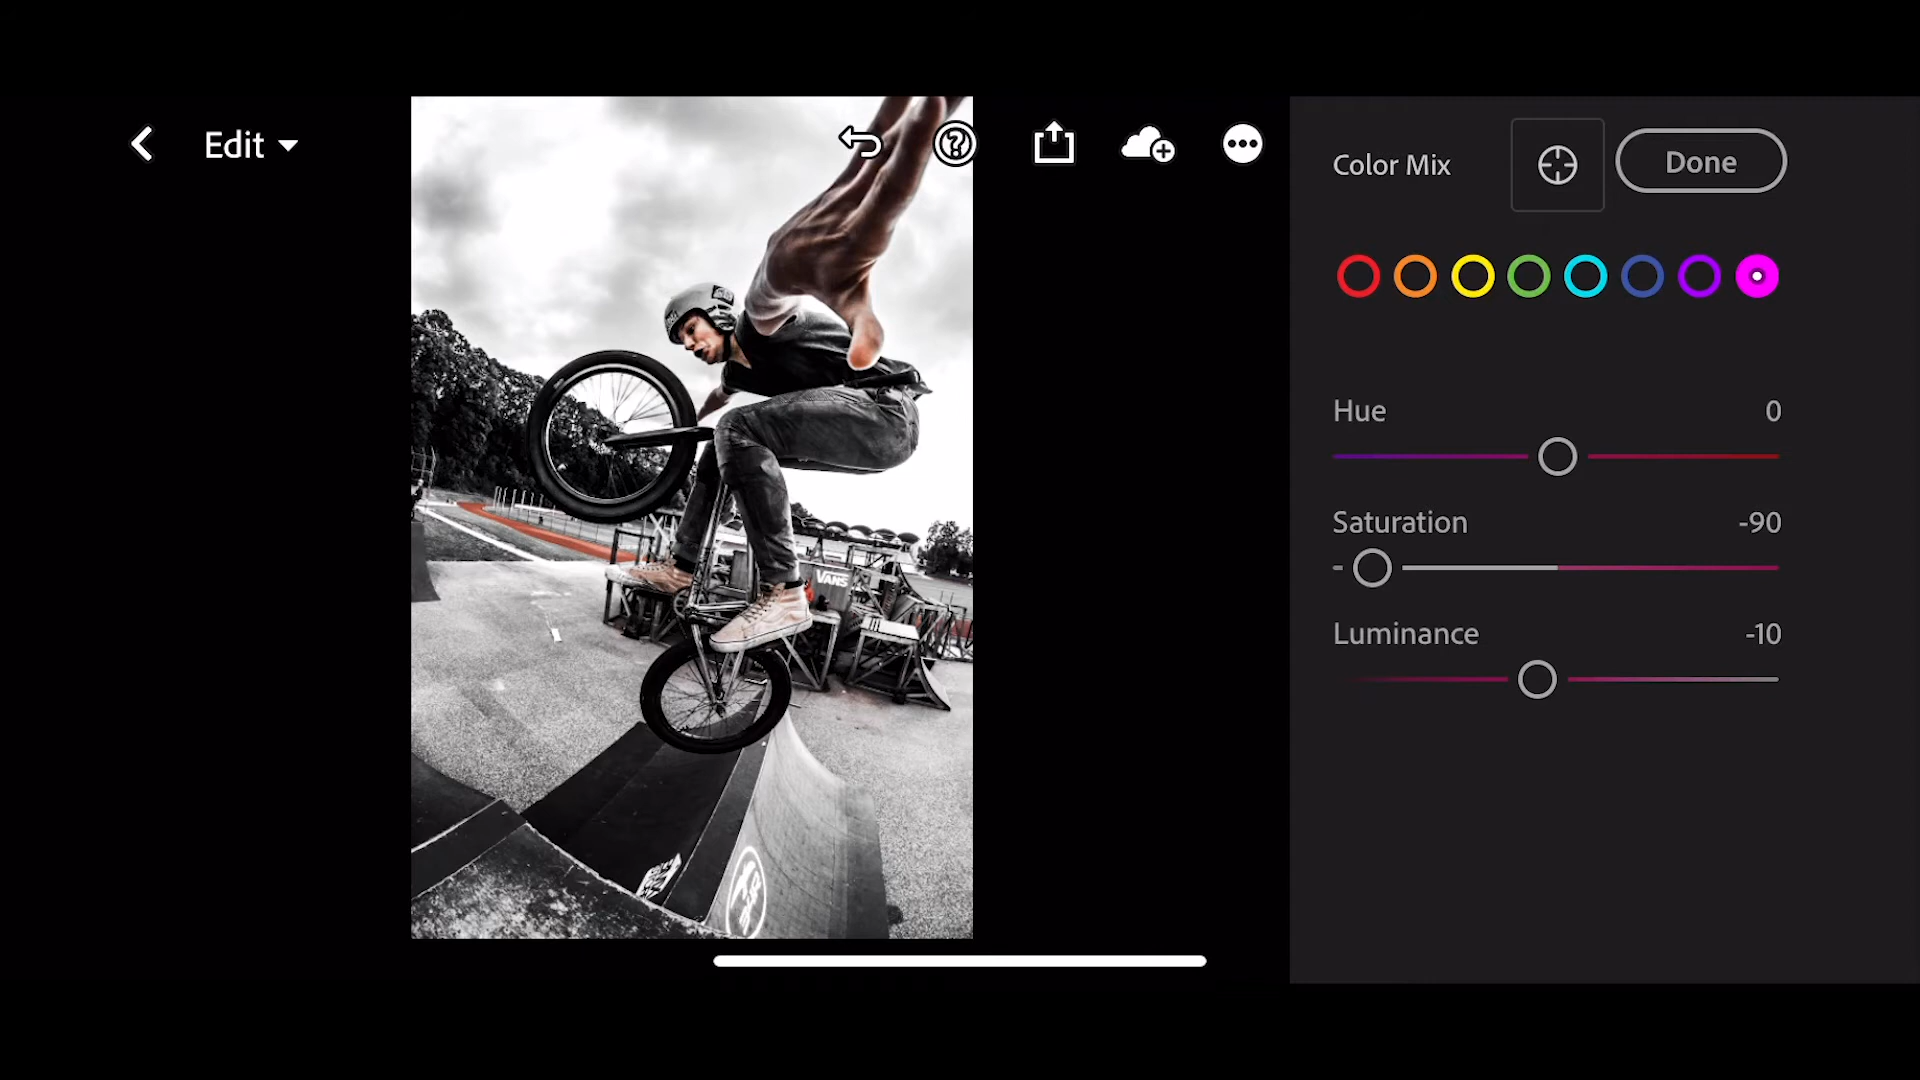 Edit
Color Mix
Done
Hue
0
Saturation
-90
Luminance
-10
VANS